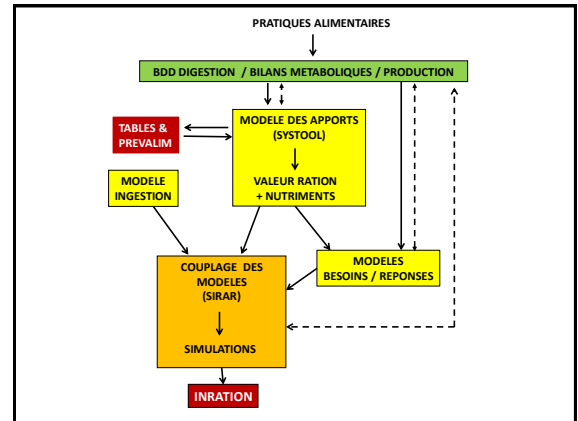 PRATIQUES ALIMENTAIRES
BDD DIGESTION / BILANS METABOLIQUES / PRODUCTION
TABLES &
PREVALIM
MODELE DES APPORTS
(SYSTOOL)
VALEUR RATION
+ NUTRIMENTS
MODELE
INGESTION
COUPLAGE DES
MODELES
(SIRAR)
SIMULATIONS
MODELES
BESOINS / REPONSES
INRATION